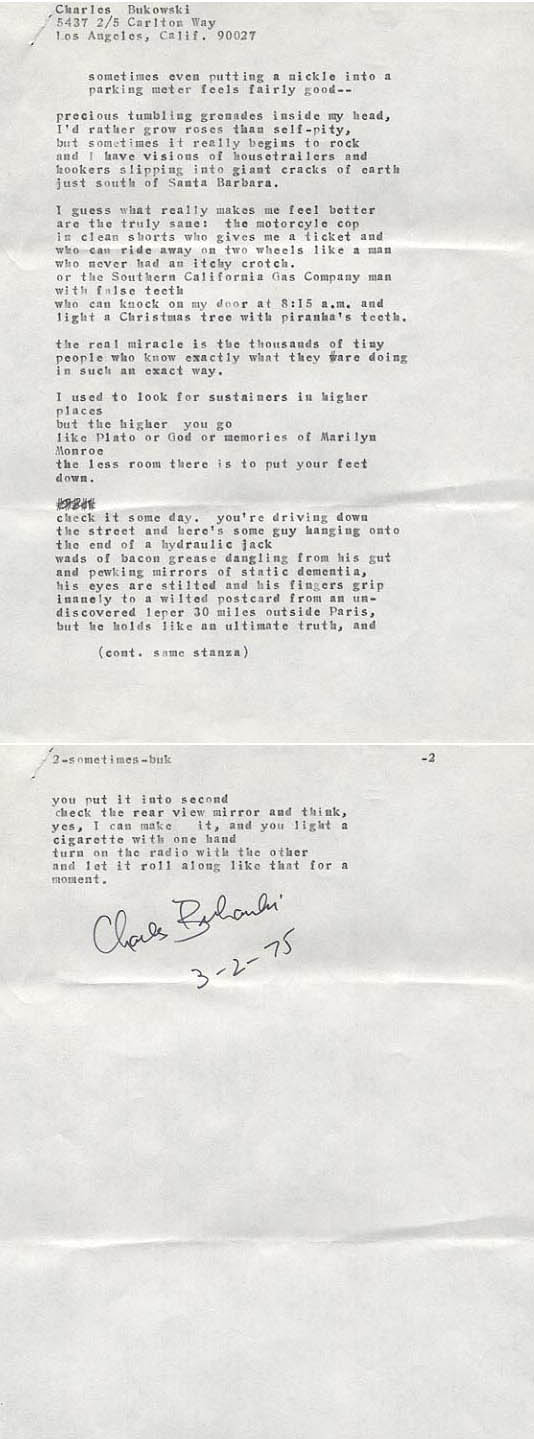 Charles Bukowski
5437 2/5 Carlton Way
Los Angeles, Calif. 90027
sometimes even putting a nickle into a
parking meter feels fairly good--
precious tumbling grenades inside my head,
I'd rather grow roses than self-pity,
but sometimes it really begins to rock
and I have visions of housetrailers and
hookers slipping into giant cracks of earth
just south of Santa Barbara.
I guess what really makes me feel better
are the truly sane: the motorcyle cop
in clean shorts who gives me a ticket and
who can ride away on two wheels like a man
who never had an itchy crotch.
or the Southern California Gas Company man
with false teeth
who can knock on my door at 8:15 a.m. and
light a Christmas tree with piranha's teeth.
the real miracle is the thousands of tiny
people who know exactly what they are doing
in such an exact way.
I used to look for sustainers in higher
places
but the higher you go
like Plato or God or memories of Marilyn
Monroe
the less room there is to put your feet
down.
check it some day. you're driving down
the street and here's some guy hanging onto
the end of a hydraulic jack
wads of bacon grease dangling from his gut
and pewking mirrors of static dementia,
his eyes are stilted and his fingers grip
inanely to a wilted postcard from an un-
discovered leper 30 miles outside Paris,
but he holds like an ultimate truth, and
(cont. same stanza)
2-sometimes-buk -2
you put it into second
check the rear view mirror and think,
yes, I can make it, and you light a
cigarette with one hand
turn on the radio with the other
and let it roll along like that for a
moment.
Charles Bukowski
3-2-75